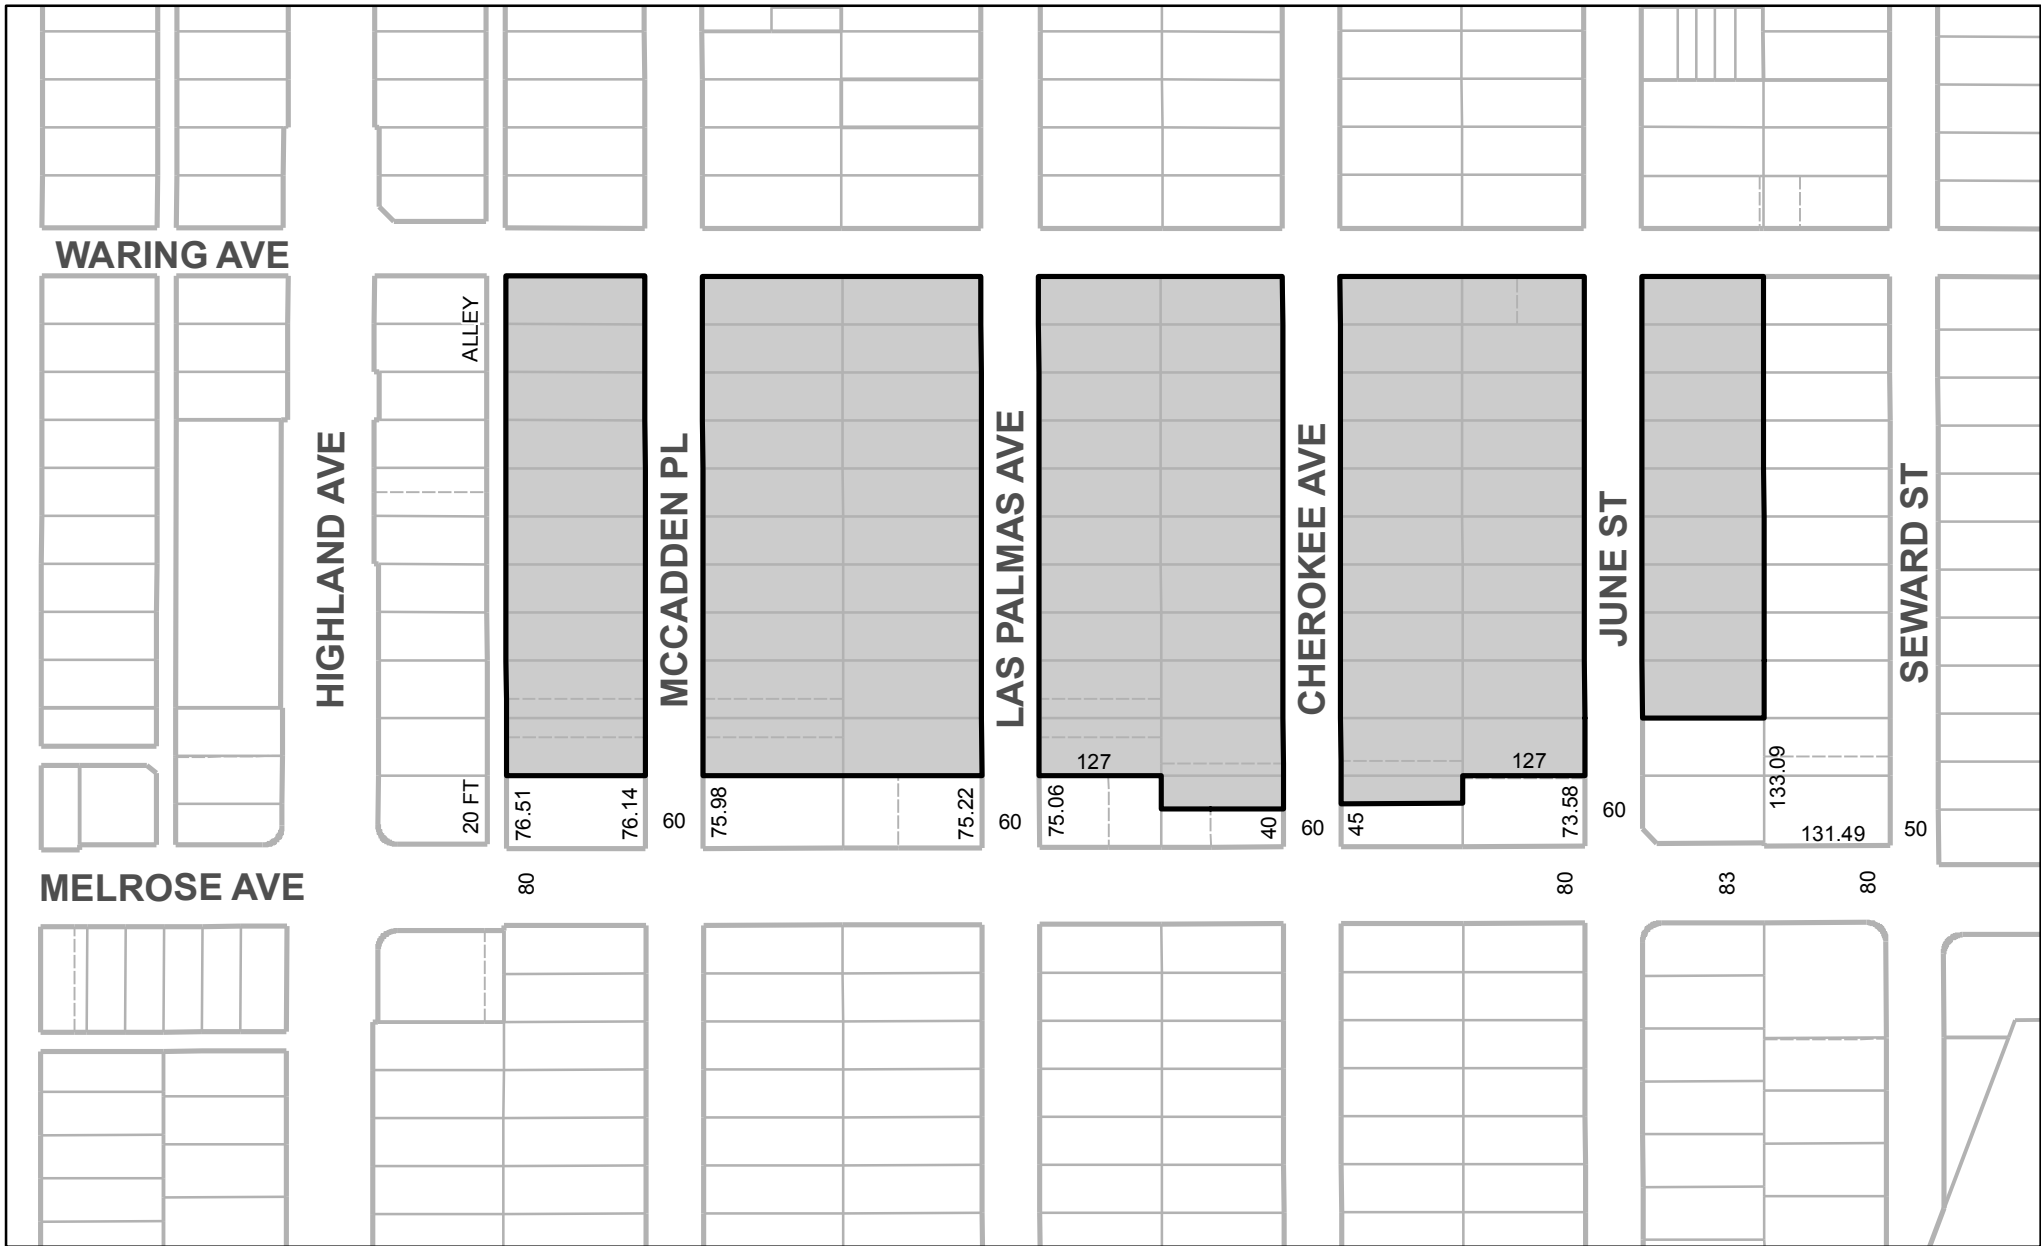 WARING AVE
ALLEY
HIGHLAND AVE
MCCADDEN PL
LAS PALMAS AVE
CHEROKEE AVE
JUNE ST
SEWARD ST
127
127
133.09
20 FT
76.51
76.14
60
75.98
75.22
60
75.06
40
60
45
73.58
60
131.49
50
MELROSE AVE
80
80
83
80